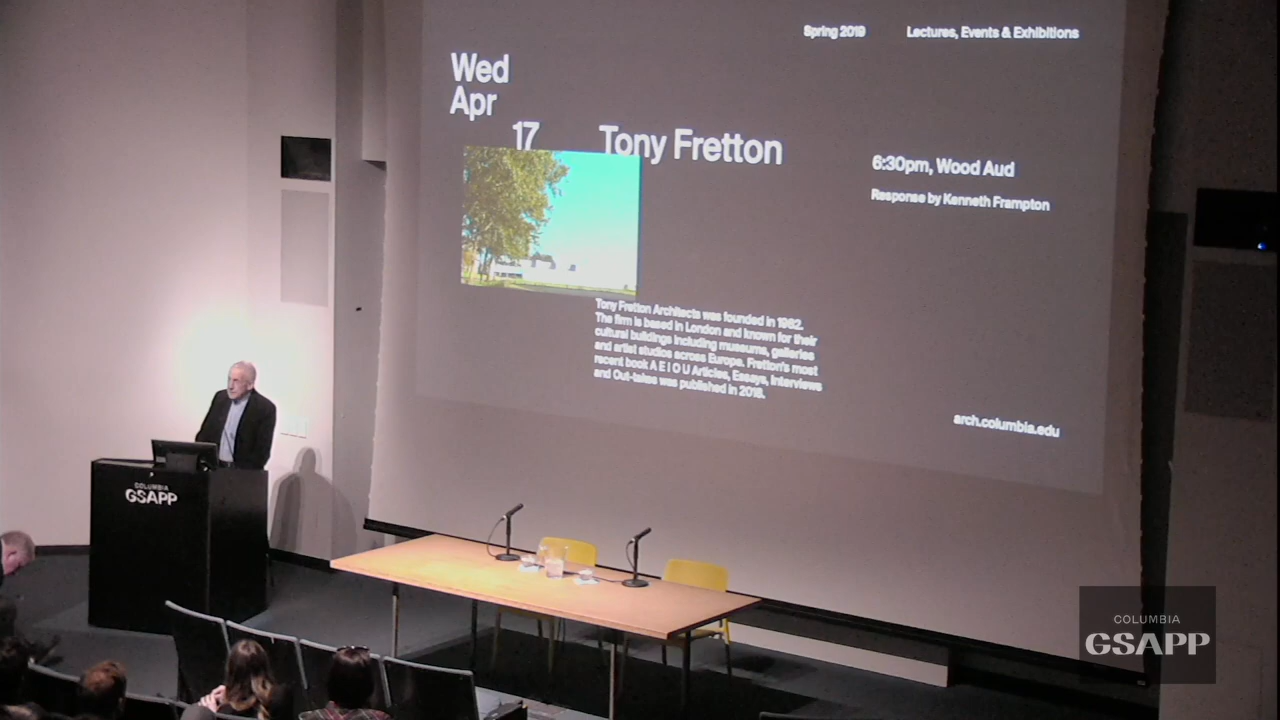 Spring 2019
Lectures, Events & Exhibitions
Wed
Apr
17
Tony Fretton
6:30pm, Wood Aud
Response by Kenneth Frampton
Tony Fretton Architects was founded in 1982.
The firm is based in London and known for their
cultural buildings including museums, galleries
and artist studios across Europe. Fretton's most
recent book A E I O U Articles, Essays, Interviews
and Out-takes was published in 2018.
arch.columbia.edu
COLUMBIA
GSAPP
COLUMBIA
GSAPP